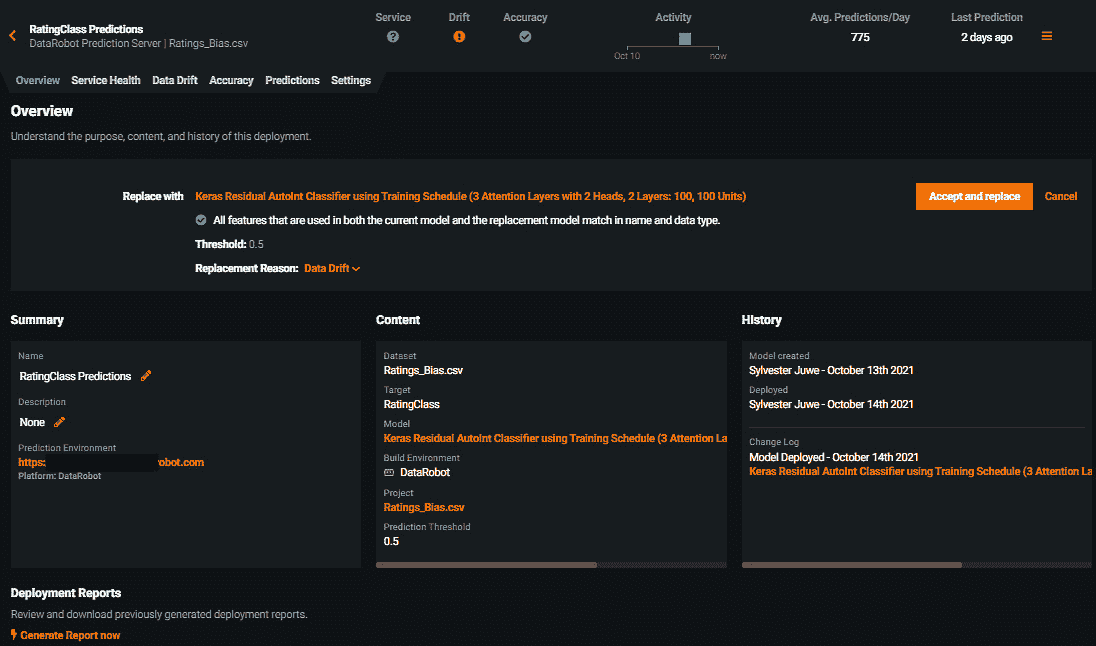 RatingClass Predictions
DataRobot Prediction Server | Ratings_Bias.csv
Service
Drift
Accuracy
Activity
Oct 10
now
Avg. Predictions/Day
775
Last Prediction
2 days ago
Overview
Service Health
Data Drift
Accuracy
Predictions
Settings
Overview
Understand the purpose, content, and history of this deployment.
Replace with
Keras Residual AutoInt Classifier using Training Schedule (3 Attention Layers with 2 Heads, 2 Layers: 100, 100 Units)
Accept and replace
Cancel
All features that are used in both the current model and the replacement model match in name and data type.
Threshold: 0.5
Replacement Reason: Data Drift
Summary
Name
RatingClass Predictions
Description
None
Prediction Environment
https: obot.com
Platform: DataRobot
Content
Dataset
Ratings_Bias.csv
Target
RatingClass
Model
Keras Residual AutoInt Classifier using Training Schedule (3 Attention La
Build Environment
DataRobot
Project
Ratings_Bias.csv
Prediction Threshold
0.5
History
Model created
Sylvester Juwe - October 13th 2021
Deployed
Sylvester Juwe - October 14th 2021
Change Log
Model Deployed - October 14th 2021
Keras Residual AutoInt Classifier using Training Schedule (3 Attention La
Deployment Reports
Review and download previously generated deployment reports.
Generate Report now